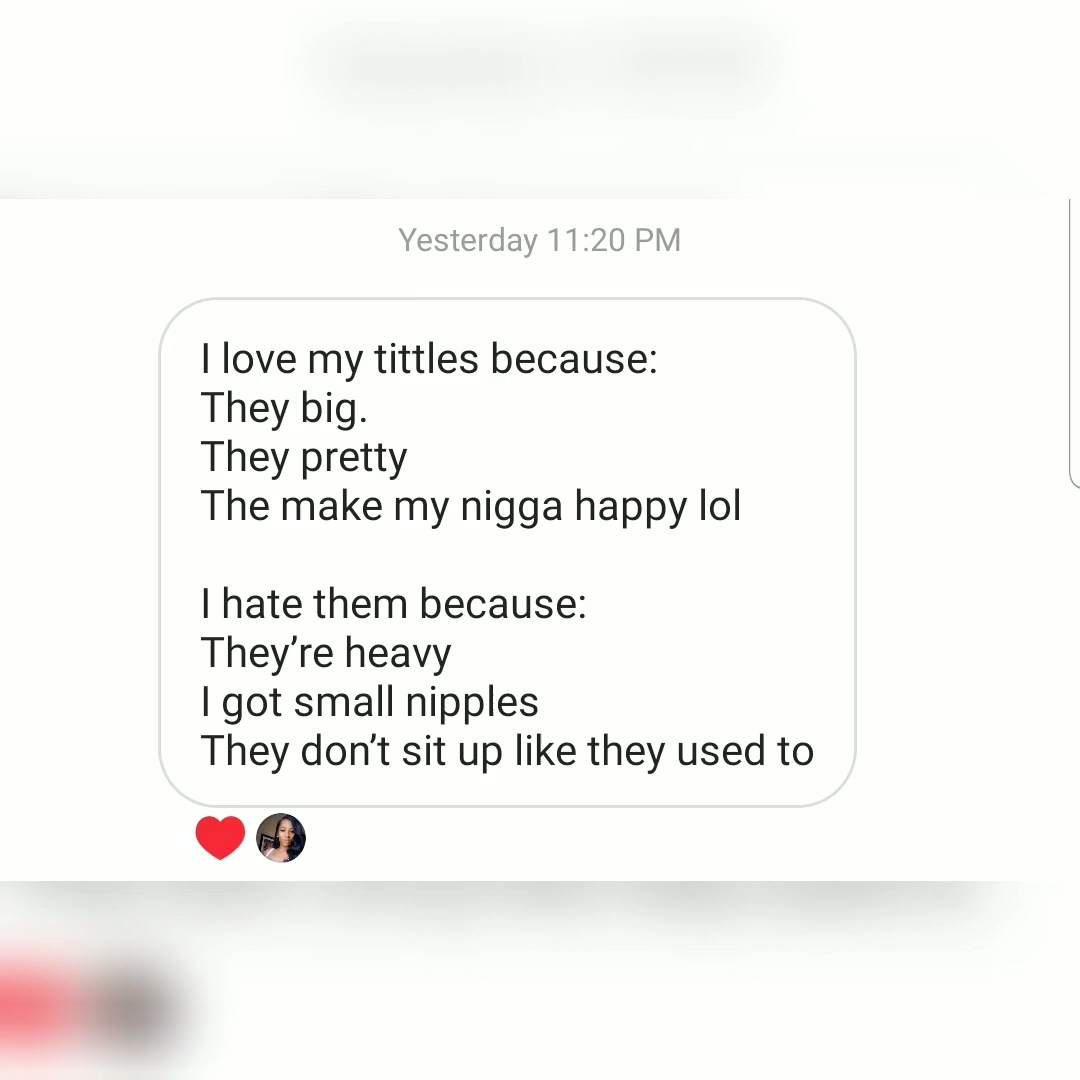 Yesterday 11:20 PM
I love my tittles because:
They big.
They pretty
The make my nigga happy lol
I hate them because:
They’re heavy
I got small nipples
They don’t sit up like they used to